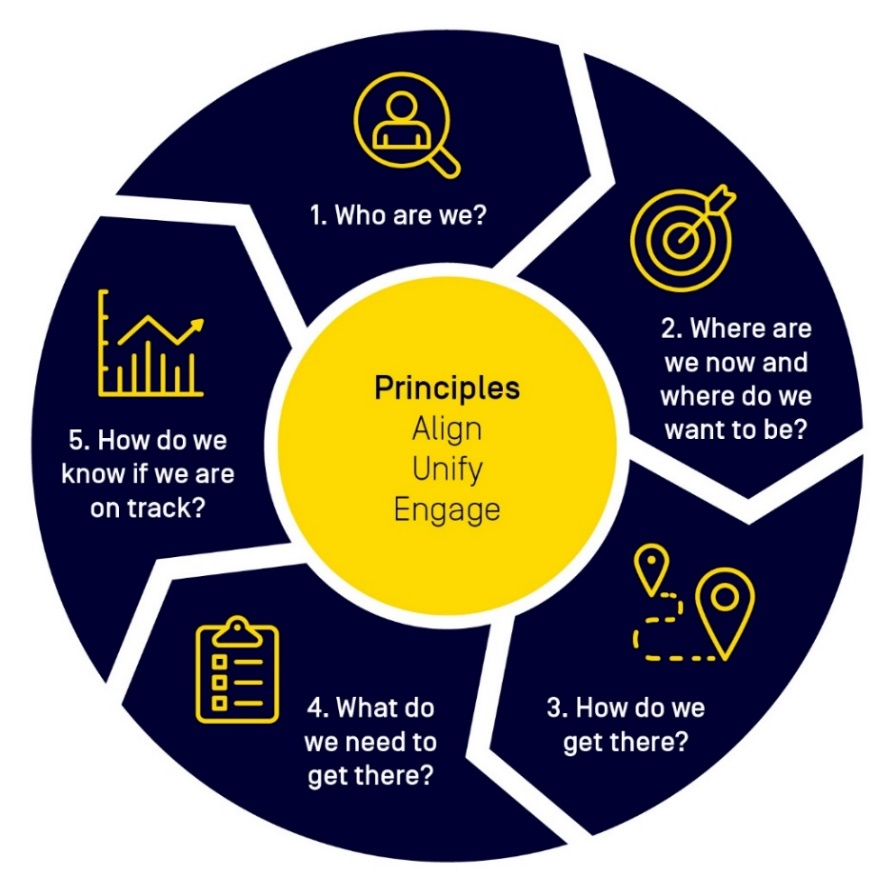 1. Who are we?
2. Where are
we now and
where do we
want to be?
3. How do we
get there?
4. What do
we need to
get there?
5. How do we
know if we are
on track?
Principles
Align
Unify
Engage